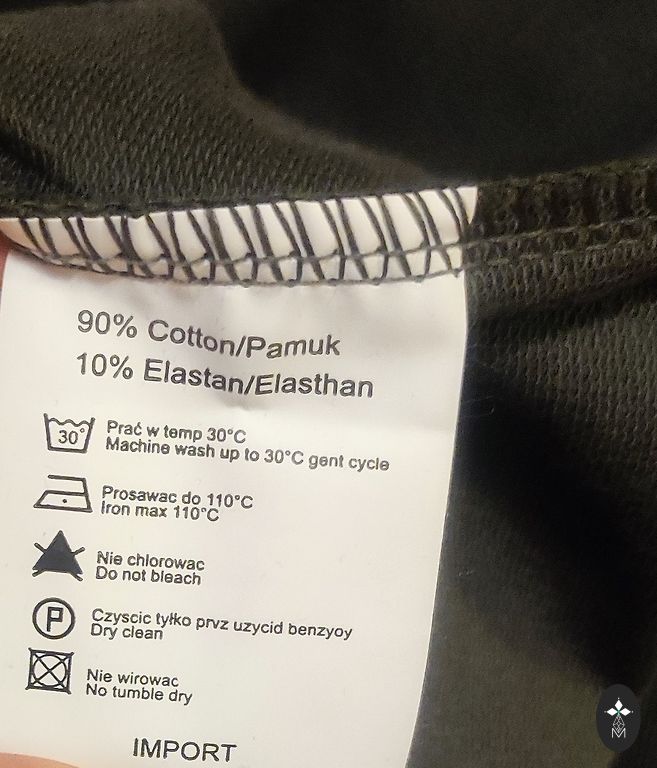 90% Cotton/Pamuk
10% Elastan/Elasthan
30°
Prać w temp 30°C
Machine wash up to 30°C gent cycle
Prosawac do 110°C
Iron max 110°C
Nie chlorowac
Do not bleach
P
Czyscic tyłko prvz uzycid benzyoy
Dry clean
Nie wirowac
No tumble dry
IMPORT
M